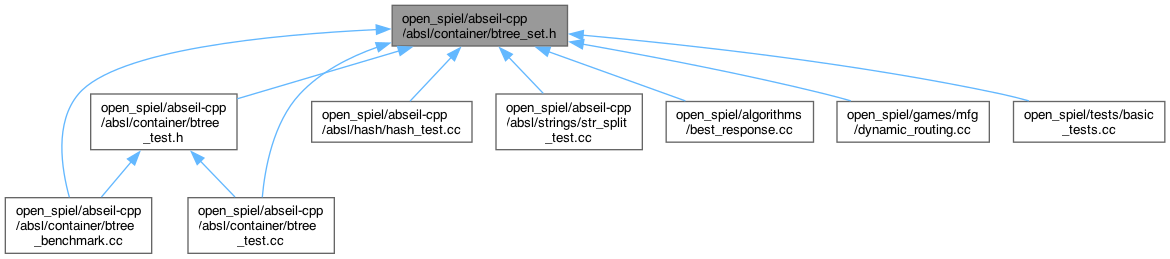 open_spiel/abseil-cpp
/absl/container/btree_set.h
open_spiel/abseil-cpp
/absl/container/btree
_test.h
open_spiel/abseil-cpp
/absl/hash/hash_test.cc
open_spiel/abseil-cpp
/absl/strings/str_split
_test.cc
open_spiel/algorithms
/best_response.cc
open_spiel/games/mfg
/dynamic_routing.cc
open_spiel/tests/basic
_tests.cc
open_spiel/abseil-cpp
/absl/container/btree
_benchmark.cc
open_spiel/abseil-cpp
/absl/container/btree
_test.cc